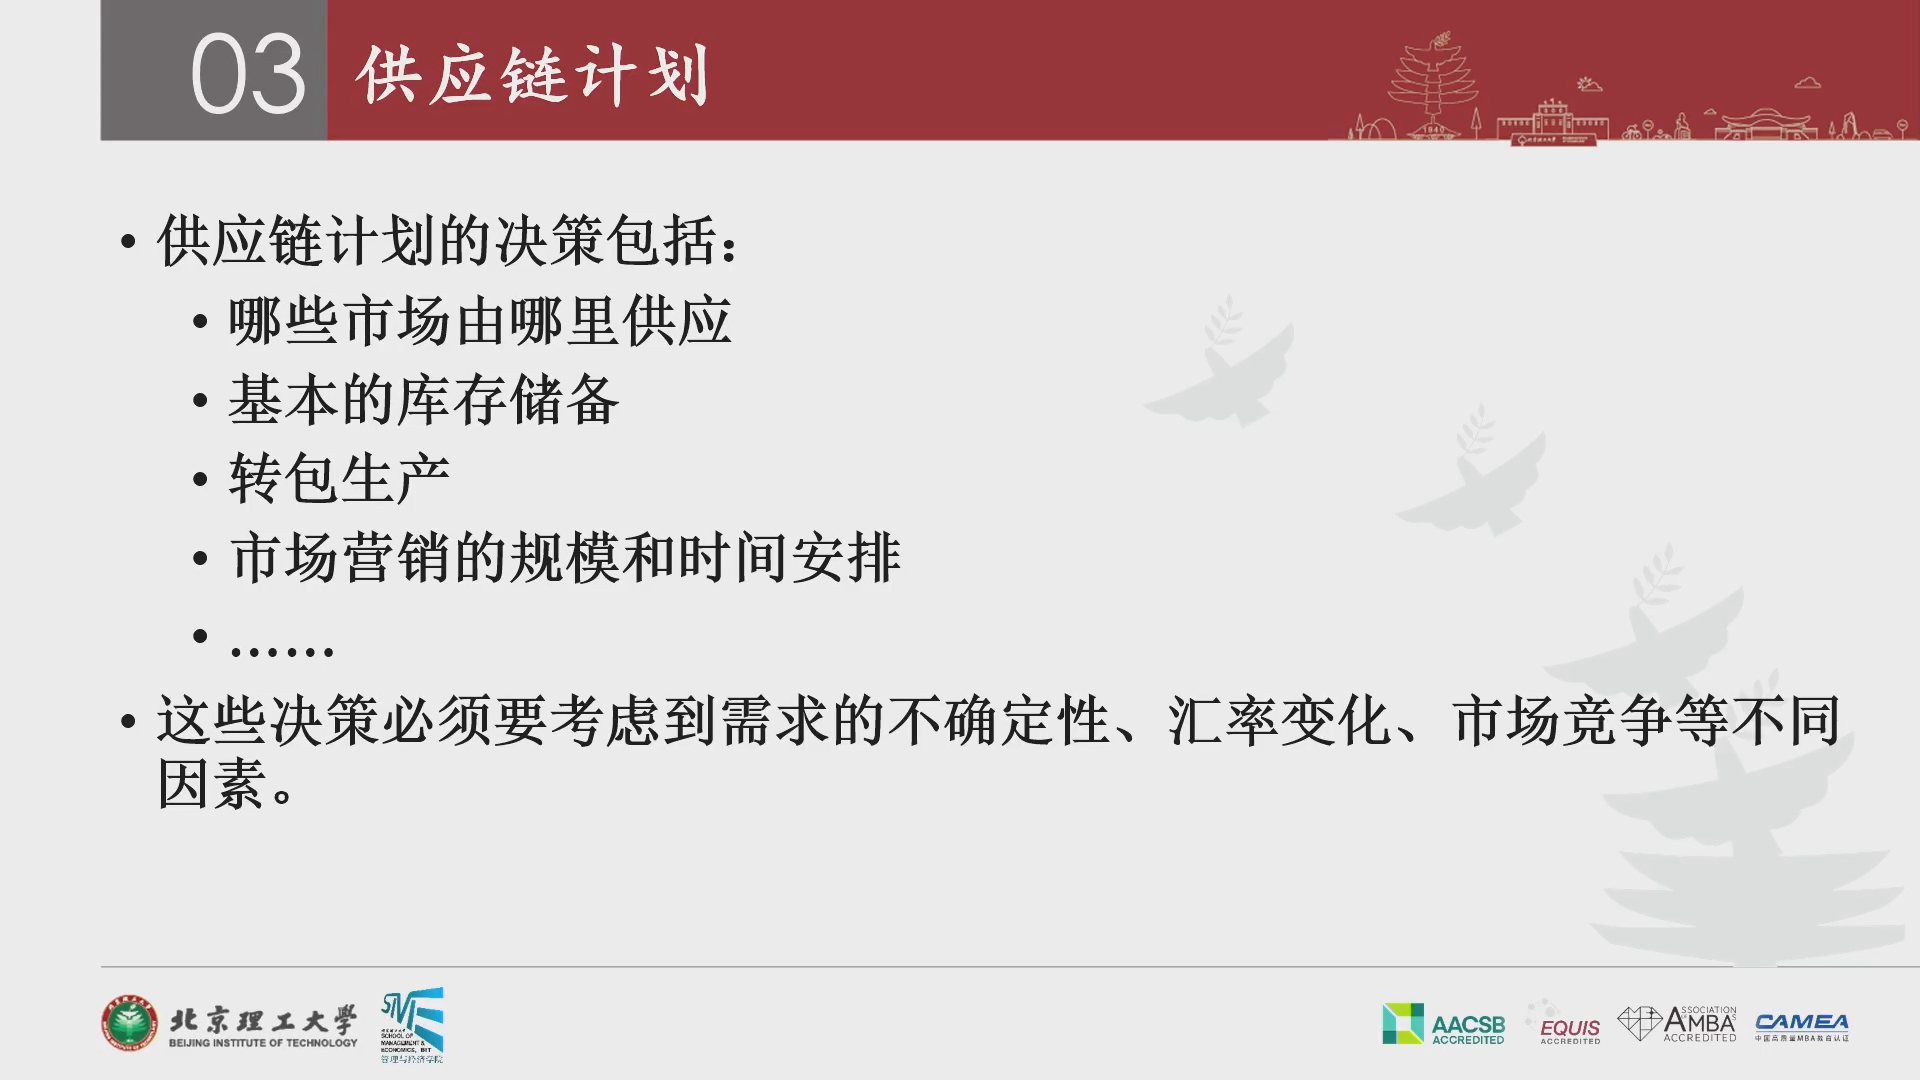 03 供应链计划
1940
• 供应链计划的决策包括：
• 哪些市场由哪里供应
• 基本的库存储备
• 转包生产
• 市场营销的规模和时间安排
• ……
• 这些决策必须要考虑到需求的不确定性、汇率变化、市场竞争等不同
因素。
北京理工大学
BEIJING INSTITUTE OF TECHNOLOGY
SCHOOL OF
MANAGEMENT &
ECONOMICS, BIT
管理与经济学院
AACSB
ACCREDITED
EQUIS
ACCREDITED
ASSOCIATION
AMBA
ACCREDITED
CAMEA
中国高质量MBA教育认证